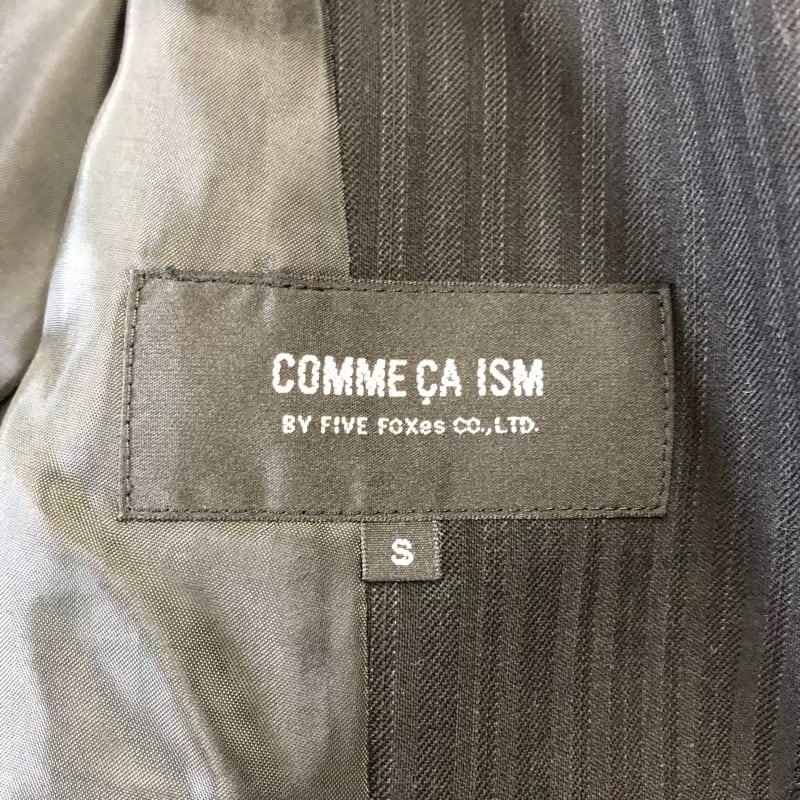 COMME ÇA ISM
BY FIVE FOXes CO.,LTD.
S